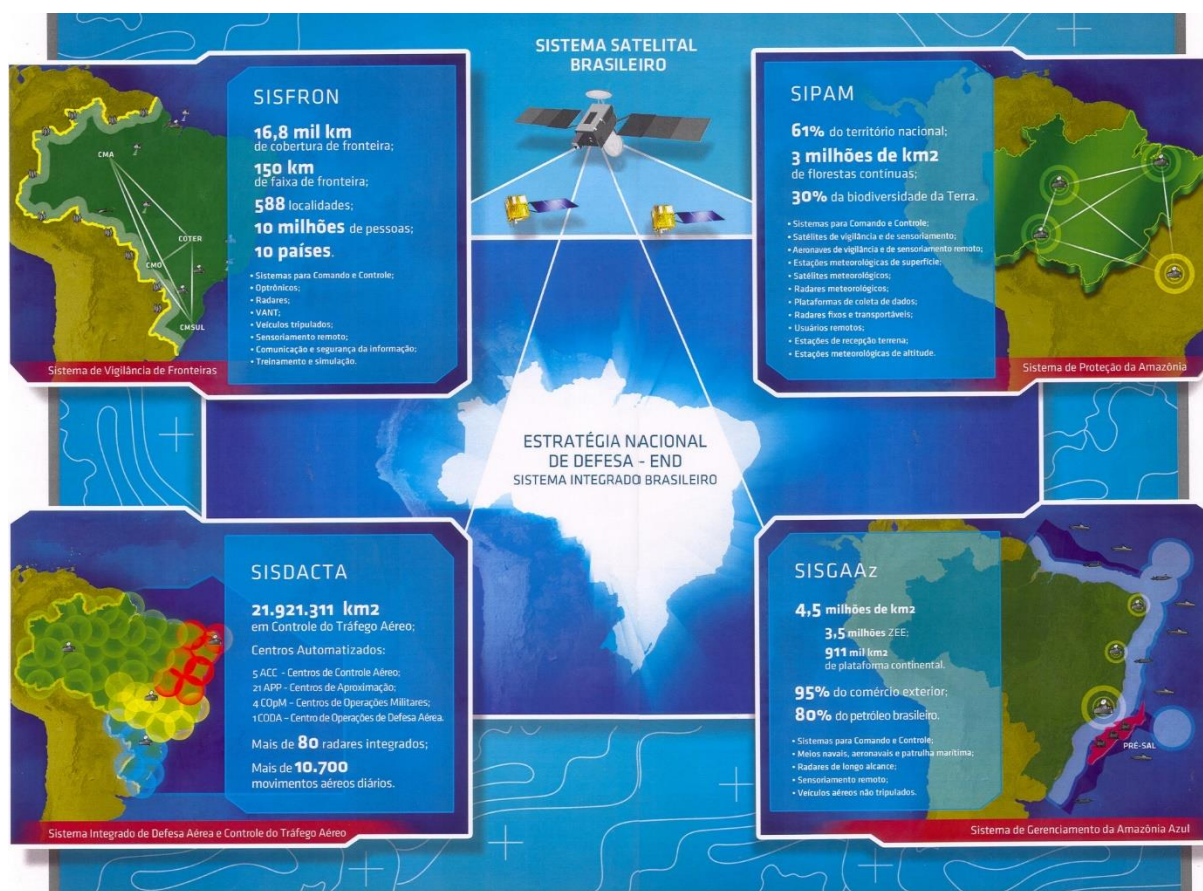 SISTEMA SATELITAL
BRASILEIRO
SISFRON
16,8 mil km
de cobertura de fronteira;
150 km
de faixa de fronteira;
588 localidades;
10 milhões de pessoas;
10 países.
• Sistemas para Comando e Controle;
• Optrônicos;
• Radares;
• VANT;
• Veículos tripulados;
• Sensoriamento remoto;
• Comunicação e segurança da informação;
• Treinamento e simulação.
CMA
COTER
CMO
CMSUL
Sistema de Vigilância de Fronteiras
SIPAM
61% do território nacional;
3 milhões de km2
de florestas contínuas;
30% da biodiversidade da Terra.
• Sistemas para Comando e Controle;
• Satélites de vigilância e de sensoriamento;
• Aeronaves de vigilância e de sensoriamento remoto;
• Estações meteorológicas de superfície;
• Satélites meteorológicos;
• Radares meteorológicos;
• Plataformas de coleta de dados;
• Radares fixos e transportáveis;
• Usuários remotos;
• Estações de recepção terrena;
• Estações meteorológicas de altitude.
Sistema de Proteção da Amazônia
ESTRATÉGIA NACIONAL
DE DEFESA - END
SISTEMA INTEGRADO BRASILEIRO
SISDACTA
21.921.311 km2
em Controle do Tráfego Aéreo;
Centros Automatizados:
5 ACC - Centros de Controle Aéreo;
21 APP - Centros de Aproximação;
4 COpM - Centros de Operações Militares;
1 CODA - Centro de Operações de Defesa Aérea.
Mais de 80 radares integrados;
Mais de 10.700
movimentos aéreos diários.
Sistema Integrado de Defesa Aérea e Controle do Tráfego Aéreo
SISGAAz
4,5 milhões de km2
3,5 milhões ZEE;
911 mil km2
de plataforma continental.
95% do comércio exterior;
80% do petróleo brasileiro.
• Sistemas para Comando e Controle;
• Meios navais, aeronavais e patrulha marítima;
• Radares de longo alcance;
• Sensoriamento remoto;
• Veículos aéreos não tripulados.
PRÉ-SAL
Sistema de Gerenciamento da Amazônia Azul